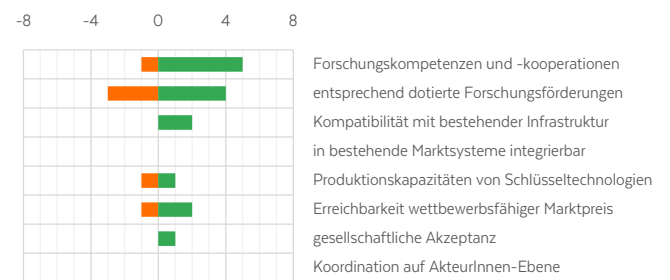 -8 -4 0 4 8
Forschungskompetenzen und -kooperationen
entsprechend dotierte Forschungsförderungen
Kompatibilität mit bestehender Infrastruktur
in bestehende Marktsysteme integrierbar
Produktionskapazitäten von Schlüsseltechnologien
Erreichbarkeit wettbewerbsfähiger Marktpreis
gesellschaftliche Akzeptanz
Koordination auf AkteurInnen-Ebene